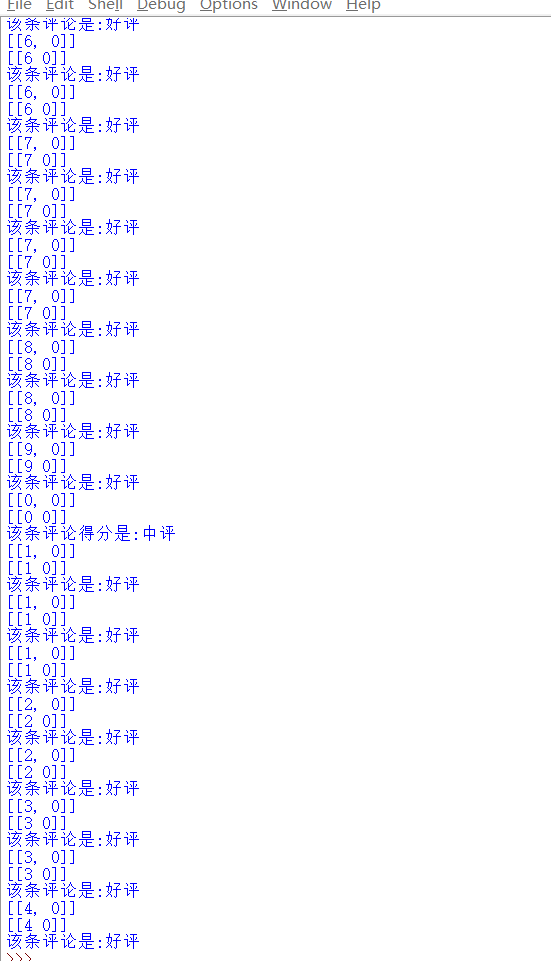 File Edit Shell Debug Options Window Help
该条评论是:好评
[[6, 0]]
[[6 0]]
该条评论是:好评
[[6, 0]]
[[6 0]]
该条评论是:好评
[[7, 0]]
[[7 0]]
该条评论是:好评
[[7, 0]]
[[7 0]]
该条评论是:好评
[[7, 0]]
[[7 0]]
该条评论是:好评
[[7, 0]]
[[7 0]]
该条评论是:好评
[[8, 0]]
[[8 0]]
该条评论是:好评
[[8, 0]]
[[8 0]]
该条评论是:好评
[[9, 0]]
[[9 0]]
该条评论是:好评
[[0, 0]]
[[0 0]]
该条评论得分是:中评
[[1, 0]]
[[1 0]]
该条评论是:好评
[[1, 0]]
[[1 0]]
该条评论是:好评
[[1, 0]]
[[1 0]]
该条评论是:好评
[[2, 0]]
[[2 0]]
该条评论是:好评
[[2, 0]]
[[2 0]]
该条评论是:好评
[[3, 0]]
[[3 0]]
该条评论是:好评
[[3, 0]]
[[3 0]]
该条评论是:好评
[[4, 0]]
[[4 0]]
该条评论是:好评
>>>